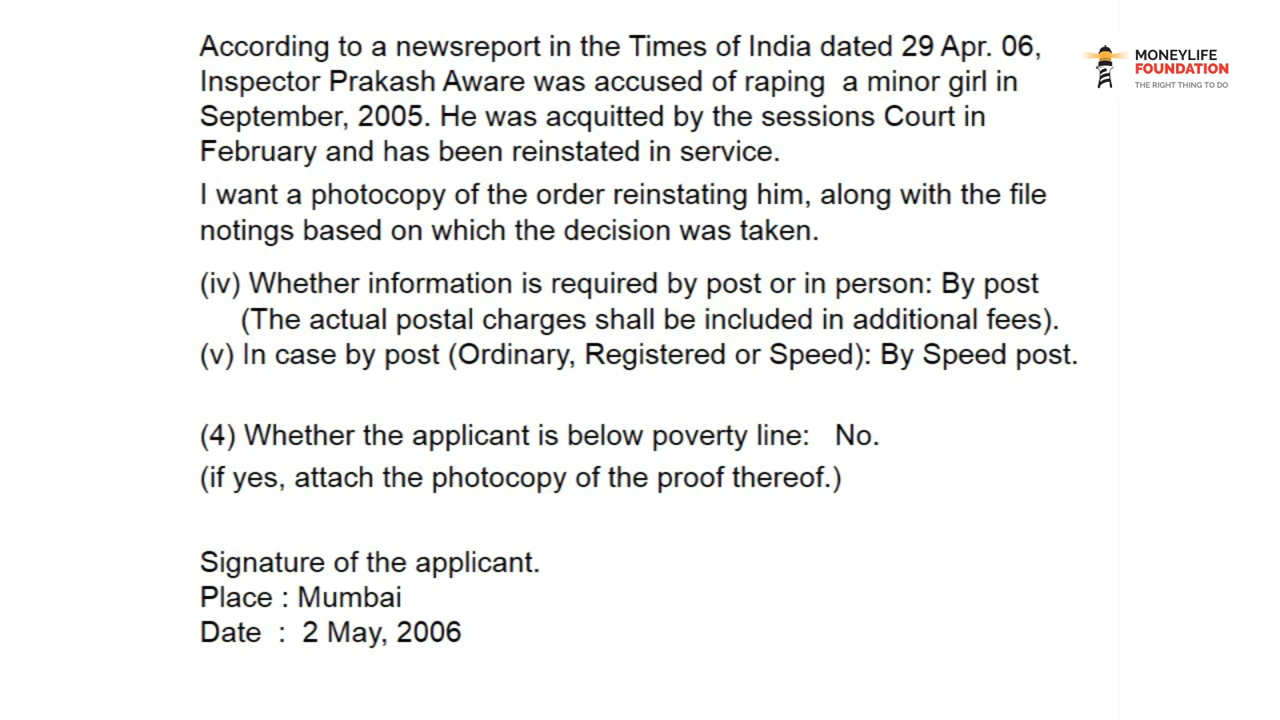 According to a newsreport in the Times of India dated 29 Apr. 06,
Inspector Prakash Aware was accused of raping  a minor girl in
September, 2005. He was acquitted by the sessions Court in
February and has been reinstated in service.
I want a photocopy of the order reinstating him, along with the file
notings based on which the decision was taken.
(iv) Whether information is required by post or in person: By post
(The actual postal charges shall be included in additional fees).
(v) In case by post (Ordinary, Registered or Speed): By Speed post.
(4) Whether the applicant is below poverty line:   No.
(if yes, attach the photocopy of the proof thereof.)
Signature of the applicant.
Place : Mumbai
Date  :  2 May, 2006
MONEYLIFE
FOUNDATION
THE RIGHT THING TO DO